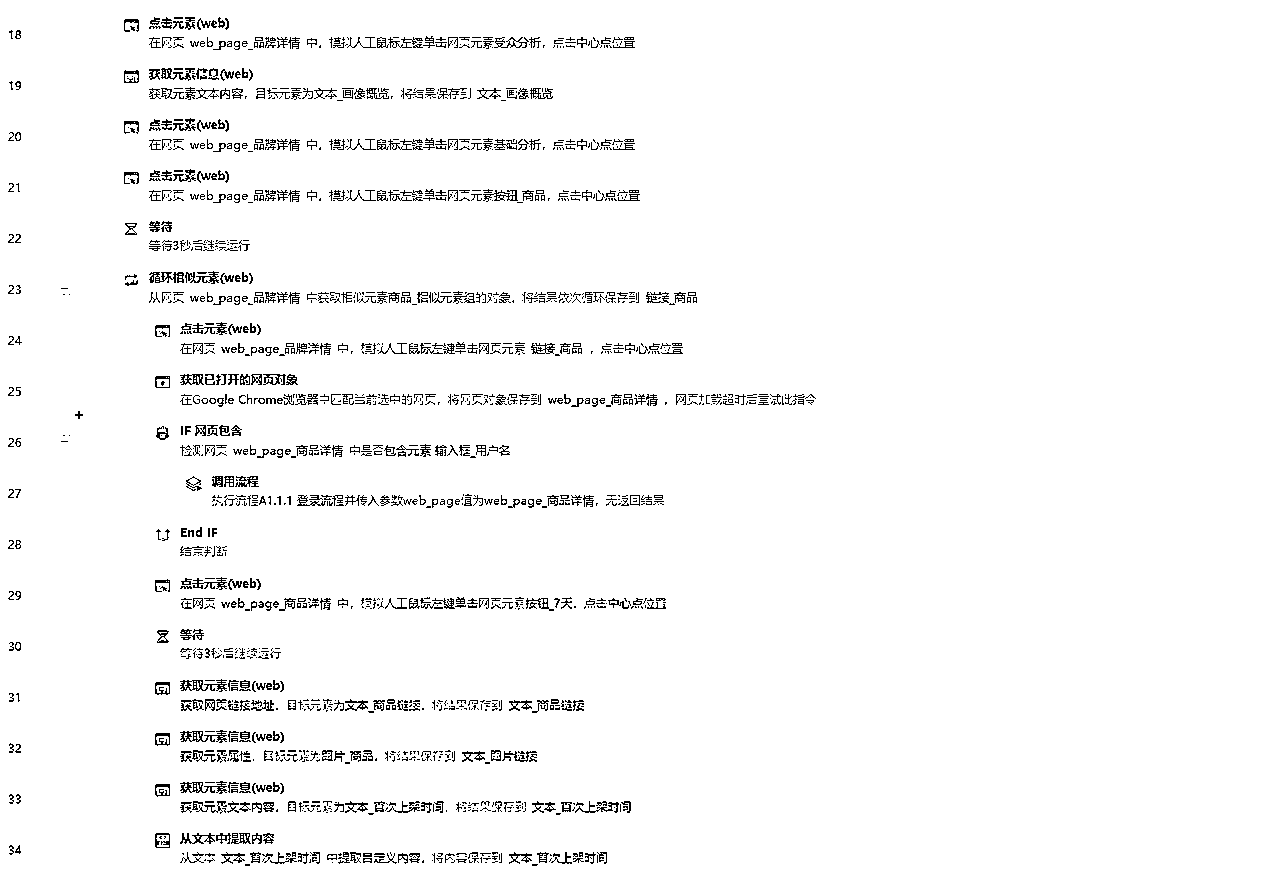 18
点击元素(web)
在网页 web_page_品牌详情 中，模拟人工鼠标左键单击网页元素受众分析，点击中心点位置
19
获取元素信息(web)
获取元素文本内容，目标元素为文本_画像概览，将结果保存到 文本_画像概览
20
点击元素(web)
在网页 web_page_品牌详情 中，模拟人工鼠标左键单击网页元素基础分析，点击中心点位置
21
点击元素(web)
在网页 web_page_品牌详情 中，模拟人工鼠标左键单击网页元素按钮_商品，点击中心点位置
22
等待
等待3秒后继续运行
23
循环相似元素(web)
从网页 web_page_品牌详情 中获取相似元素商品_相似元素组的对象，将结果依次循环保存到 链接_商品
24
点击元素(web)
在网页 web_page_品牌详情 中，模拟人工鼠标左键单击网页元素 链接_商品 ，点击中心点位置
25
获取已打开的网页对象
在Google Chrome浏览器中匹配当前选中的网页，将网页对象保存到 web_page_商品详情 ，网页加载超时后重试此指令
26
IF 网页包含
检测网页 web_page_商品详情 中是否包含元素 输入框_用户名
27
调用流程
执行流程A1.1.1 登录流程并传入参数web_page值为web_page_商品详情，无返回结果
28
End IF
结束判断
29
点击元素(web)
在网页 web_page_商品详情 中，模拟人工鼠标左键单击网页元素按钮_7天，点击中心点位置
30
等待
等待3秒后继续运行
31
获取元素信息(web)
获取网页链接地址，目标元素为文本_商品链接，将结果保存到 文本_商品链接
32
获取元素信息(web)
获取元素属性，目标元素为图片_商品，将结果保存到 文本_图片链接
33
获取元素信息(web)
获取元素文本内容，目标元素为文本_首次上架时间，将结果保存到 文本_首次上架时间
34
从文本中提取内容
从文本 文本_首次上架时间 中提取自定义内容，将内容保存到 文本_首次上架时间